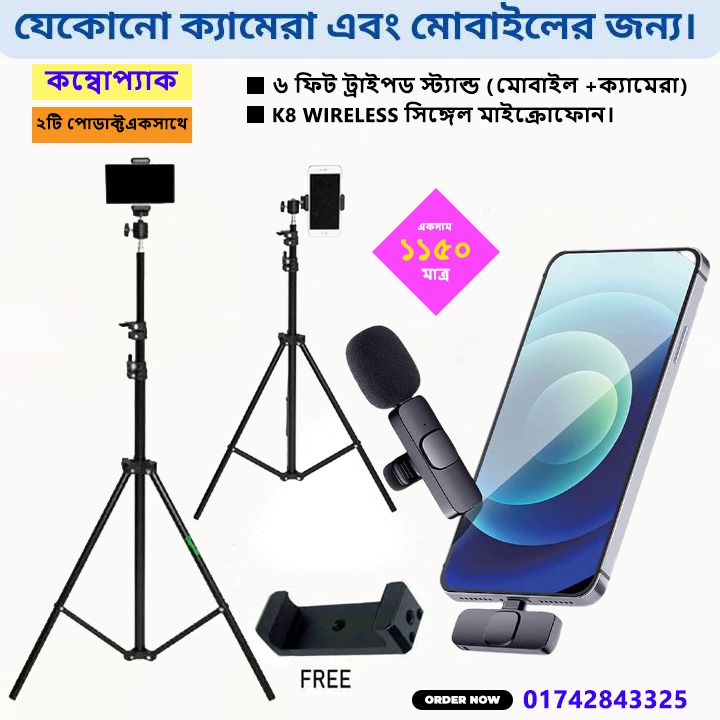 যেকোনো ক্যামেরা এবং মোবাইলের জন্য।
কম্বোপ্যাক
২টি পোডাক্টএকসাথে
■ ৬ ফিট ট্রাইপড স্ট্যান্ড (মোবাইল +ক্যামেরা)
■ K8 WIRELESS সিঙ্গেল মাইক্রোফোন।
একদাম
১১৫০
মাত্র
FREE
ORDER NOW 01742843325